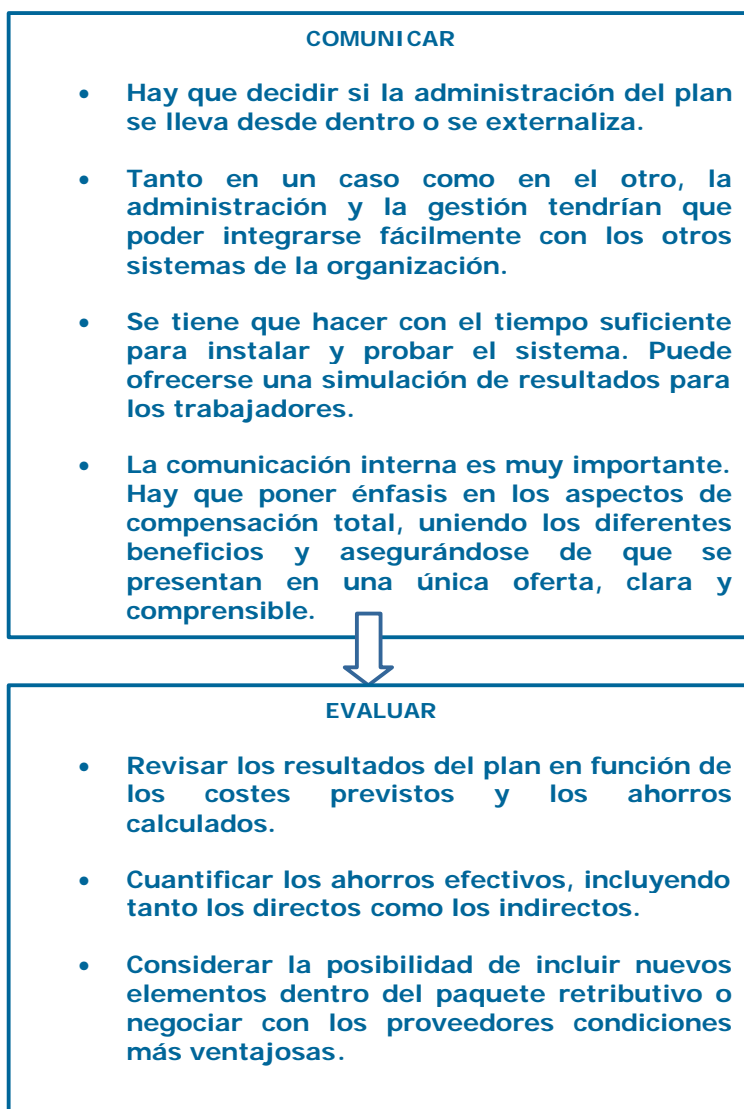 COMUNICAR
• Hay que decidir si la administración del plan
se lleva desde dentro o se externaliza.
• Tanto en un caso como en el otro, la
administración y la gestión tendrían que
poder integrarse fácilmente con los otros
sistemas de la organización.
• Se tiene que hacer con el tiempo suficiente
para instalar y probar el sistema. Puede
ofrecerse una simulación de resultados para
los trabajadores.
• La comunicación interna es muy importante.
Hay que poner énfasis en los aspectos de
compensación total, uniendo los diferentes
beneficios y asegurándose de que se
presentan en una única oferta, clara y
comprensible.
EVALUAR
• Revisar los resultados del plan en función de
los costes previstos y los ahorros
calculados.
• Cuantificar los ahorros efectivos, incluyendo
tanto los directos como los indirectos.
• Considerar la posibilidad de incluir nuevos
elementos dentro del paquete retributivo o
negociar con los proveedores condiciones
más ventajosas.